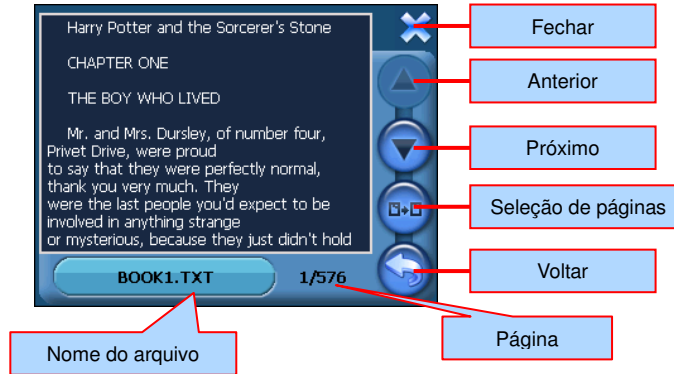 Harry Potter and the Sorcerer's Stone
CHAPTER ONE
THE BOY WHO LIVED
Mr. and Mrs. Dursley, of number four,
Privet Drive, were proud
to say that they were perfectly normal,
thank you very much. They
were the last people you'd expect to be
involved in anything strange
or mysterious, because they just didn't hold
BOOK1.TXT
1/576
Fechar
Anterior
Próximo
Seleção de páginas
Voltar
Nome do arquivo
Página